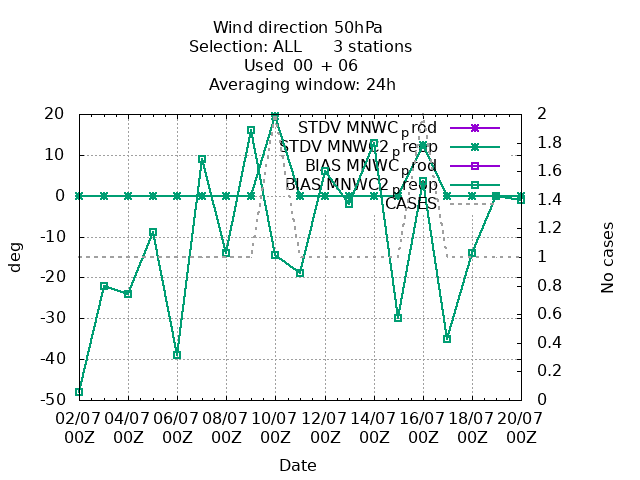 Wind direction 50hPa
Selection: ALL 3 stations
Used 00 + 06
Averaging window: 24h
20 2
10 1.8
0 1.6
-10 1.4
-20 1.2
-30 1
-40 0.8
-50 0.6
0.4
0.2
0
STDV MNWC_prod
STDV MNWC2_preop
BIAS MNWC_prod
BIAS MNWC2_preop
CASES
deg
No cases
02/07 04/07 06/07 08/07 10/07 12/07 14/07 16/07 18/07 20/07
00Z 00Z 00Z 00Z 00Z 00Z 00Z 00Z 00Z 00Z
Date